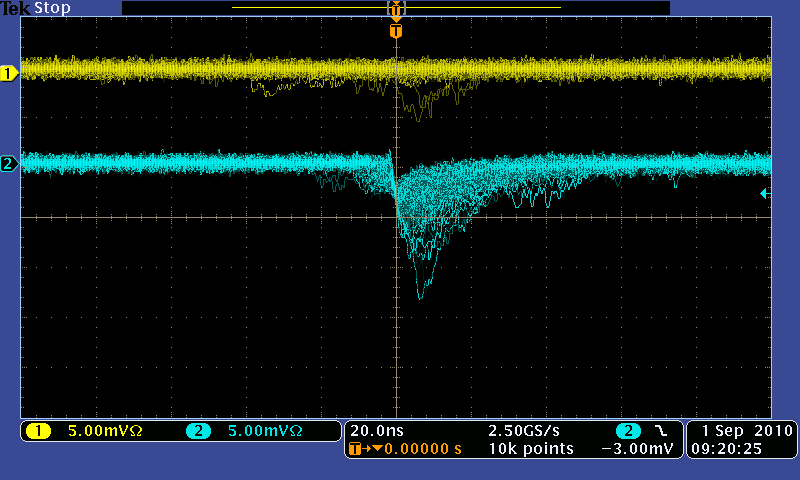 Tek Stop
T
T
1
2
1 5.00mVΩ 2 5.00mVΩ
20.0ns 2.50GS/s 2 -3.00mV
T→▼0.00000 s 10k points
1 Sep 2010
09:20:25